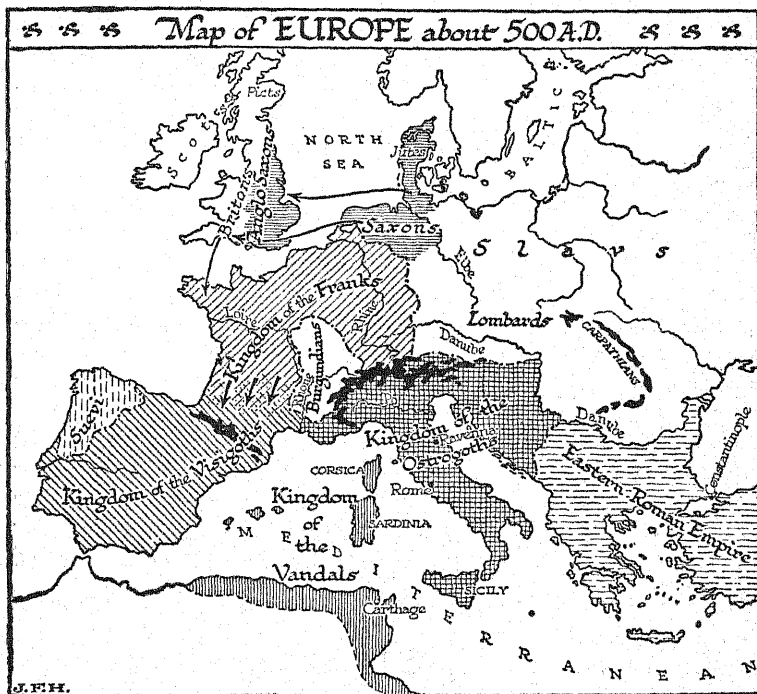 Map of EUROPE about 500 A.D.
Picts
Scots
NORTH
SEA
BALTIC
Jutes
Brittons
Anglo Saxons
Saxons
Slavs
Elbe
Kingdom of the Franks
Loire
Rhine
Lombards
CARPATHIANS
Danube
Burgundians
Rhone
Suevi
Danube
Constantinople
Kingdom of the
Ostrogoths
Ravenna
Kingdom of the Visigoths
Eastern Roman Empire
CORSICA
Rome
Kingdom
of
the
Vandals
SARDINIA
MEDITERRANEAN
SICILY
Carthage
J.F.H.